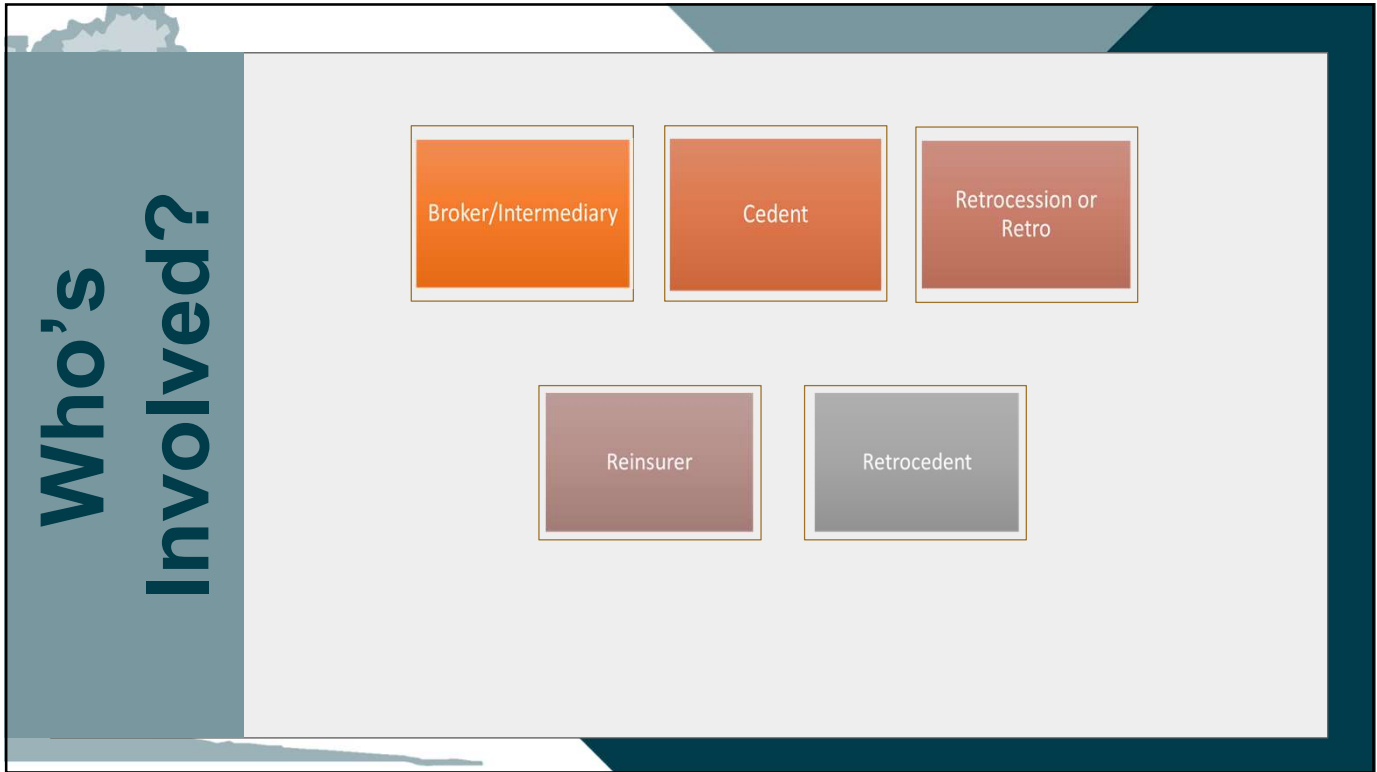 Who’s
Involved?
Broker/Intermediary
Cedent
Retrocession or
Retro
Reinsurer
Retrocedent